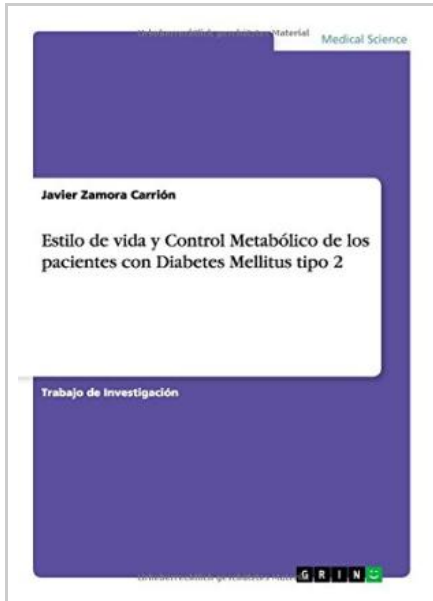 Medical Science
Javier Zamora Carrión
Estilo de vida y Control Metabólico de los
pacientes con Diabetes Mellitus tipo 2
Trabajo de Investigación
GRIN